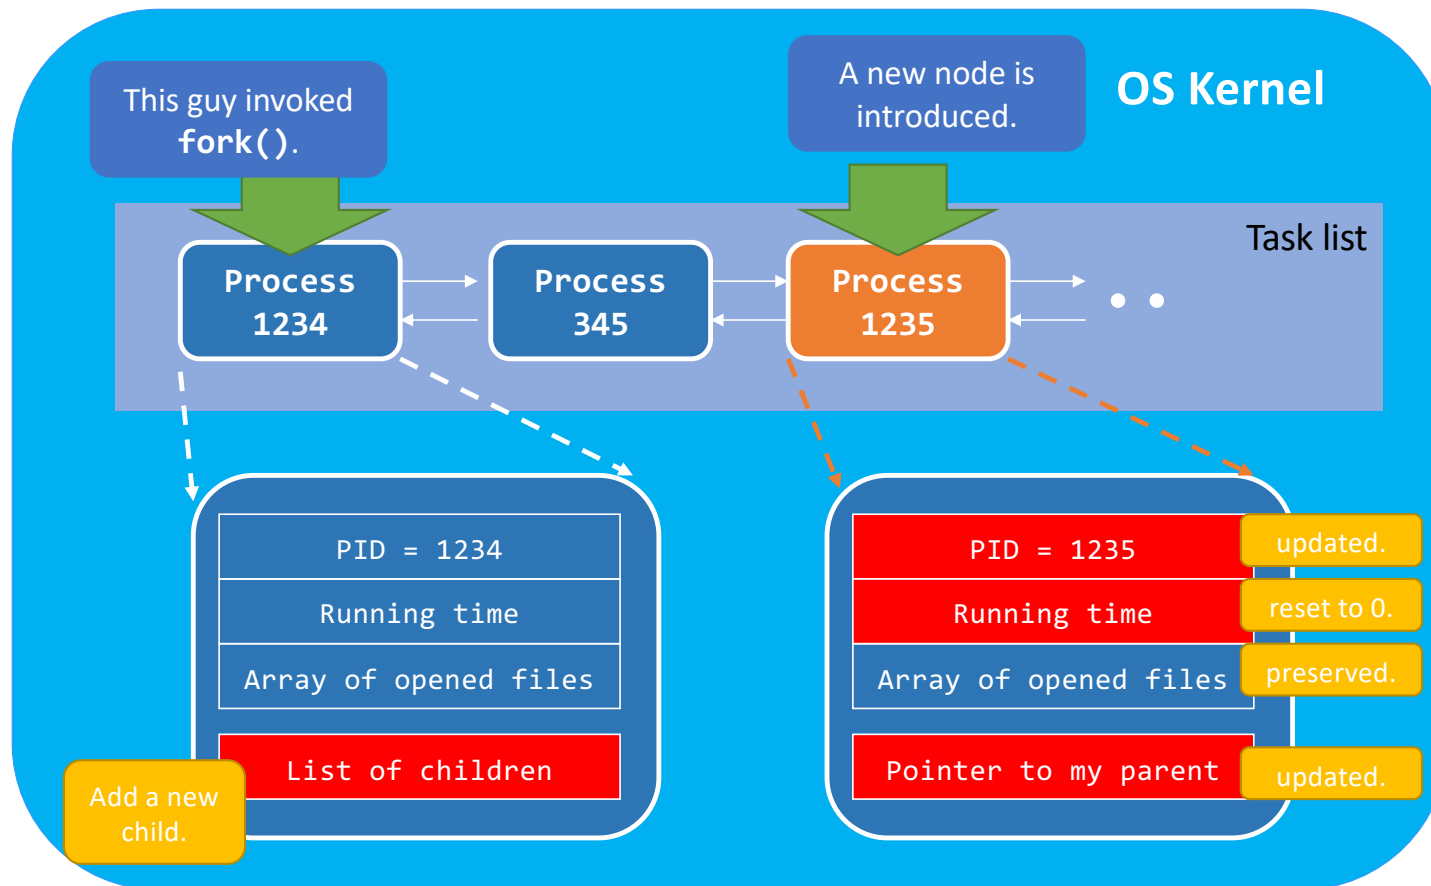 This guy invoked
fork().
A new node is
introduced.
OS Kernel
Task list
Process
1234
Process
345
Process
1235
PID = 1234
Running time
Array of opened files
List of children
Add a new
child.
PID = 1235
updated.
Running time
reset to 0.
Array of opened files
preserved.
Pointer to my parent
updated.